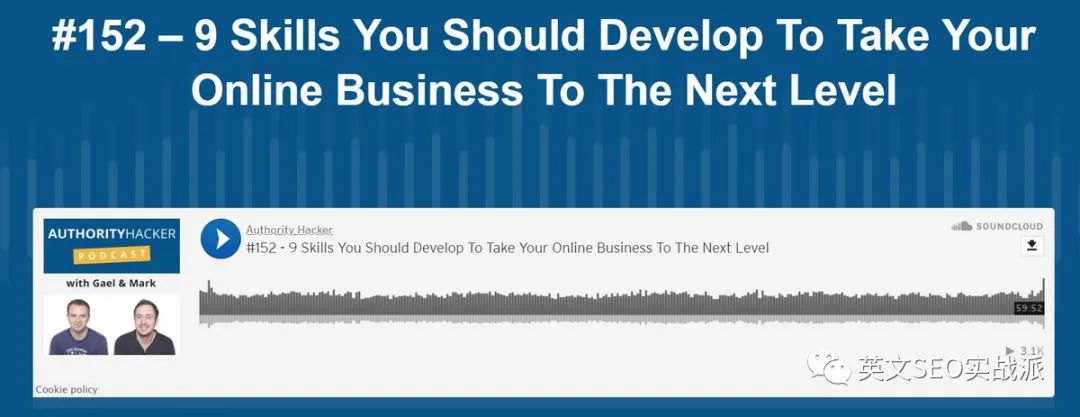 #152 – 9 Skills You Should Develop To Take Your
Online Business To The Next Level
AUTHORITYHACKER
PODCAST
with Gael & Mark
Authority Hacker
#152 - 9 Skills You Should Develop To Take Your Online Business To The Next Level
SOUNDCLOUD
59:52
3.1K
英文SEO实战派
Cookie policy